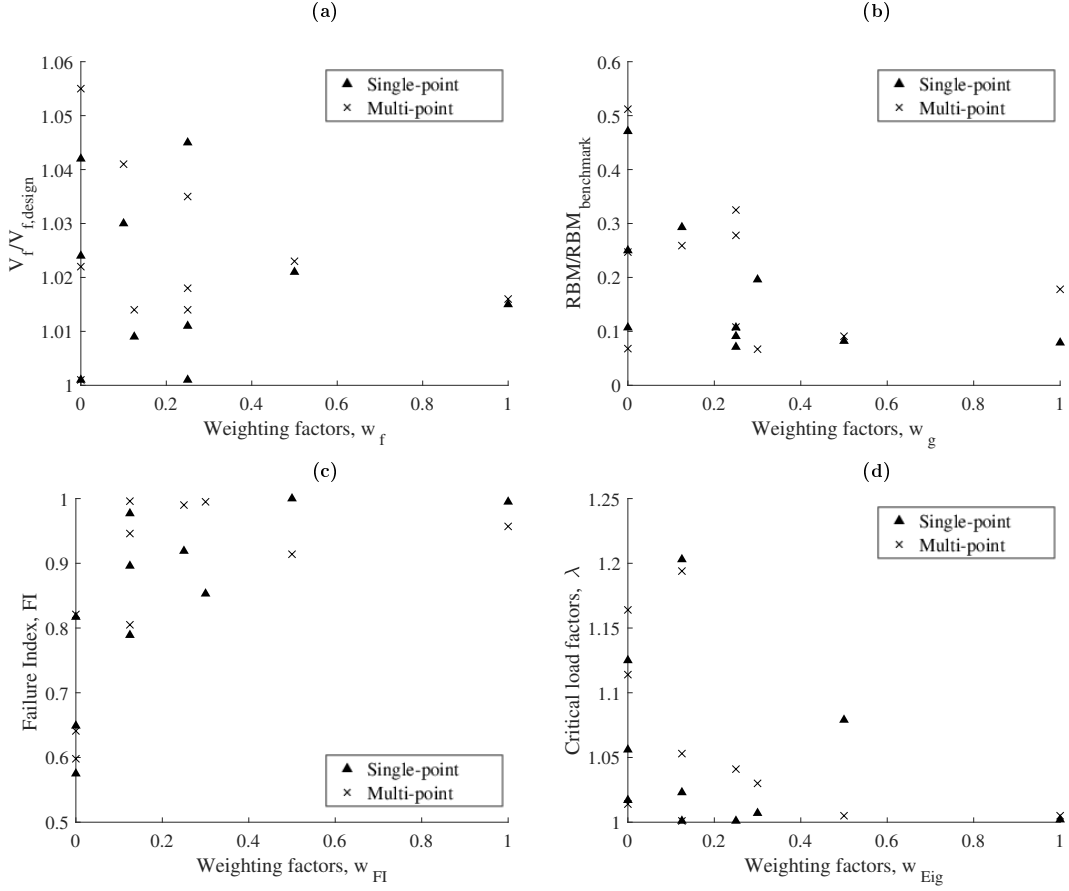 (a)
1.06
1.05
1.04
1.03
1.02
1.01
1
V_f/V_f,design
Single-point
Multi-point
0 0.2 0.4 0.6 0.8 1
Weighting factors, w_f
(b)
0.6
0.5
0.4
0.3
0.2
0.1
0
RBM/RBM_benchmark
Single-point
Multi-point
0 0.2 0.4 0.6 0.8 1
Weighting factors, w_g
(c)
1
0.9
0.8
0.7
0.6
0.5
Failure Index, FI
Single-point
Multi-point
0 0.2 0.4 0.6 0.8 1
Weighting factors, w_FI
(d)
1.25
1.2
1.15
1.1
1.05
1
Critical load factors, λ
Single-point
Multi-point
0 0.2 0.4 0.6 0.8 1
Weighting factors, w_Eig